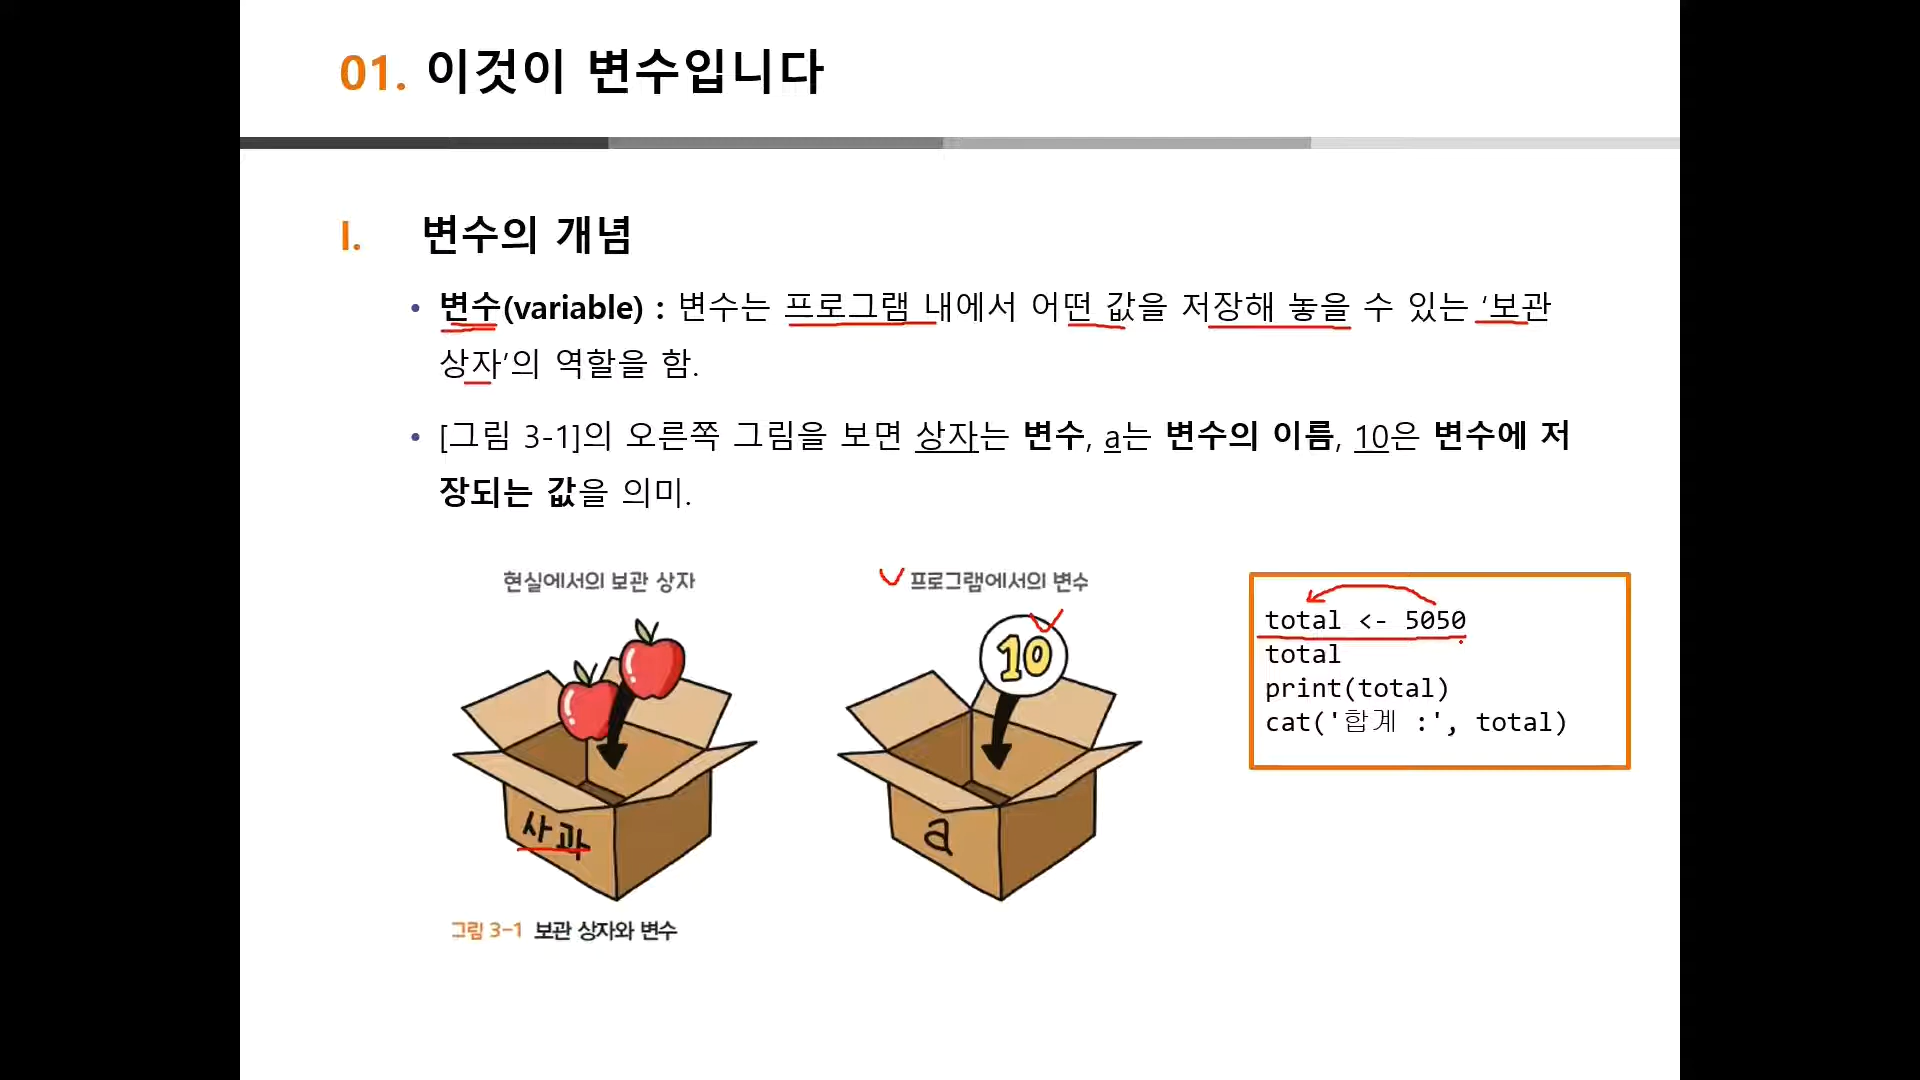 01. 이것이 변수입니다
I. 변수의 개념
• 변수(variable) : 변수는 프로그램 내에서 어떤 값을 저장해 놓을 수 있는 ‘보관
상자’의 역할을 함.
• [그림 3-1]의 오른쪽 그림을 보면 상자는 변수, a는 변수의 이름, 10은 변수에 저
장되는 값을 의미.
현실에서의 보관 상자
사과
프로그램에서의 변수
10
a
그림 3-1 보관 상자와 변수
total <- 5050
total
print(total)
cat('합계 :', total)